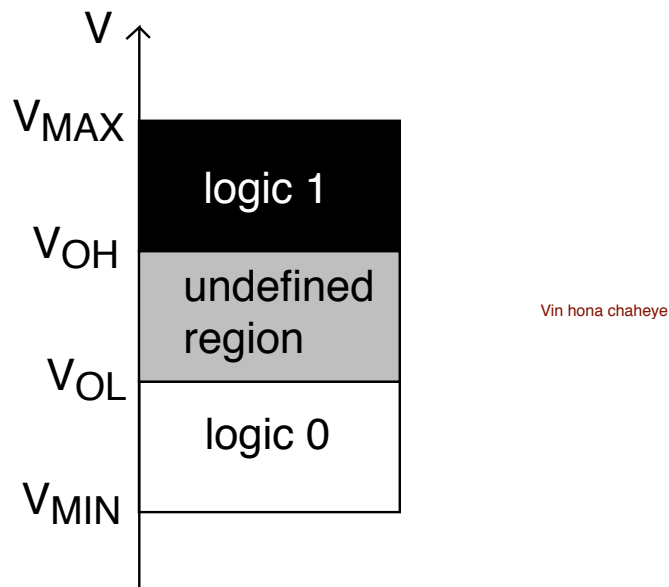 V
VMAX
logic 1
VOH
undefined
region
Vin hona chaheye
VOL
logic 0
VMIN